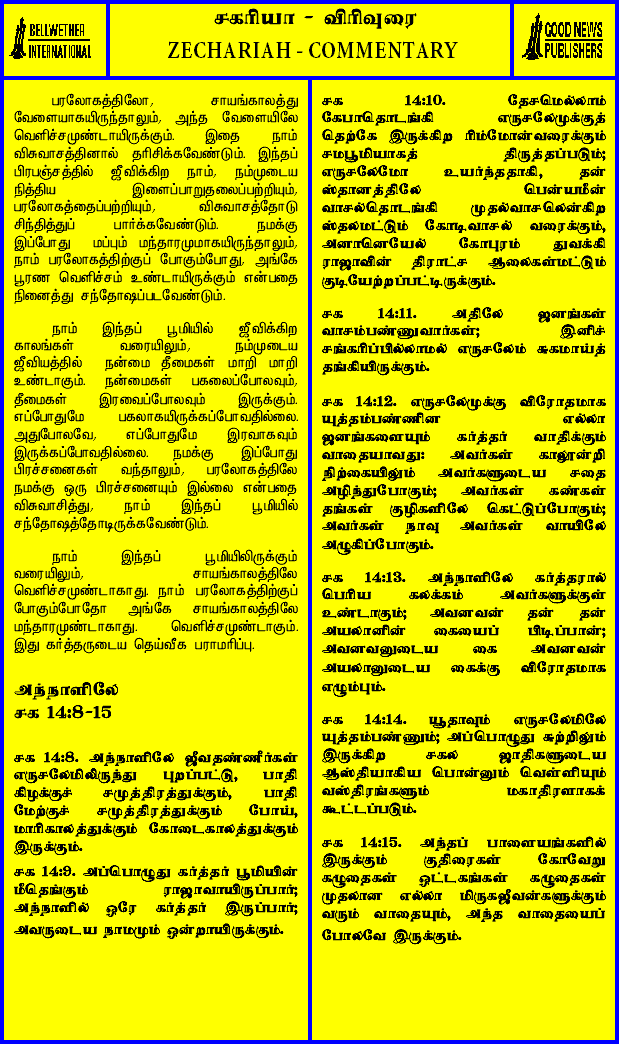 BELLWETHER
INTERNATIONAL
சகரியா - விரிவுரை
ZECHARIAH - COMMENTARY
GOOD NEWS
PUBLISHERS
பரலோகத்திலோ, சாயங்காலத்து
வேளையாகயிருந்தாலும், அந்த வேளையிலே
வெளிச்சமுண்டாயிருக்கும். இதை நாம்
விசுவாசத்தினால் தரிசிக்கவேண்டும். இந்தப்
பிரபஞ்சத்தில் ஜீவிக்கிற நாம், நம்முடைய
நித்திய இளைப்பாறுதலைப்பற்றியும்,
பரலோகத்தைப்பற்றியும், விசுவாசத்தோடு
சிந்தித்துப் பார்க்கவேண்டும். நமக்கு
இப்போது மப்பும் மந்தாரமுமாகயிருந்தாலும்,
நாம் பரலோகத்திற்குப் போகும்போது, அங்கே
பூரண வெளிச்சம் உண்டாயிருக்கும் என்பதை
நினைத்து சந்தோஷப்படவேண்டும்.
நாம் இந்தப் பூமியில் ஜீவிக்கிற
காலங்கள் வரையிலும், நம்முடைய
ஜீவியத்தில் நன்மை தீமைகள் மாறி மாறி
உண்டாகும். நன்மைகள் பகலைப்போலவும்,
தீமைகள் இரவைப்போலவும் இருக்கும்.
எப்போதுமே பகலாகயிருக்கப்போவதில்லை.
அதுபோலவே, எப்போதுமே இரவாகவும்
இருக்கப்போவதில்லை. நமக்கு இப்போது
பிரச்சனைகள் வந்தாலும், பரலோகத்திலே
நமக்கு ஒரு பிரச்சனையும் இல்லை என்பதை
விசுவாசித்து, நாம் இந்தப் பூமியில்
சந்தோஷத்தோடிருக்கவேண்டும்.
நாம் இந்தப் பூமியிலிருக்கும்
வரையிலும், சாயங்காலத்திலே
வெளிச்சமுண்டாகாது. நாம் பரலோகத்திற்குப்
போகும்போதோ அங்கே சாயங்காலத்திலே
மந்தாரமுண்டாகாது. வெளிச்சமுண்டாகும்.
இது கர்த்தருடைய தெய்வீக பராமரிப்பு.
அந்நாளிலே
சக 14:8-15
சக 14:8. அந்நாளிலே ஜீவதண்ணீர்கள்
எருசலேமிலிருந்து புறப்பட்டு, பாதி
கிழக்குச் சமுத்திரத்துக்கும், பாதி
மேற்குச் சமுத்திரத்துக்கும் போய்,
மாரிகாலத்துக்கும் கோடைகாலத்துக்கும்
இருக்கும்.
சக 14:9. அப்பொழுது கர்த்தர் பூமியின்
மீதெங்கும் ராஜாவாயிருப்பார்;
அந்நாளில் ஒரே கர்த்தர் இருப்பார்;
அவருடைய நாமமும் ஒன்றாயிருக்கும்.
சக 14:10. தேசமெல்லாம்
கேபாதொடங்கி எருசலேமுக்குத்
தெற்கே இருக்கிற ரிம்மோன்வரைக்கும்
சமபூமியாகத் திருத்தப்படும்;
எருசலேமோ உயர்ந்ததாகி, தன்
ஸ்தானத்திலே பென்யமீன்
வாசல்தொடங்கி முதல்வாசலென்கிற
ஸ்தலமட்டும் கோடிவாசல் வரைக்கும்,
அனானெயேல் கோபுரம் துவக்கி
ராஜாவின் திராட்ச ஆலைகள்மட்டும்
குடியேற்றப்பட்டிருக்கும்.
சக 14:11. அதிலே ஜனங்கள்
வாசம்பண்ணுவார்கள்; இனிச்
சங்கரிப்பில்லாமல் எருசலேம் சுகமாய்த்
தங்கியிருக்கும்.
சக 14:12. எருசலேமுக்கு விரோதமாக
யுத்தம்பண்ணின எல்லா
ஜனங்களையும் கர்த்தர் வாதிக்கும்
வாதையாவது: அவர்கள் காலூன்றி
நிற்கையிலும் அவர்களுடைய சதை
அழிந்துபோகும்; அவர்கள் கண்கள்
தங்கள் குழிகளிலே கெட்டுப்போகும்;
அவர்கள் நாவு அவர்கள் வாயிலே
அழுகிப்போகும்.
சக 14:13. அந்நாளிலே கர்த்தரால்
பெரிய கலக்கம் அவர்களுக்குள்
உண்டாகும்; அவனவன் தன் தன்
அயலானின் கையைப் பிடிப்பான்;
அவனவனுடைய கை அவனவன்
அயலானுடைய கைக்கு விரோதமாக
எழும்பும்.
சக 14:14. யூதாவும் எருசலேமிலே
யுத்தம்பண்ணும்; அப்பொழுது சுற்றிலும்
இருக்கிற சகல ஜாதிகளுடைய
ஆஸ்தியாகிய பொன்னும் வெள்ளியும்
வஸ்திரங்களும் மகாதிரளாகக்
கூட்டப்படும்.
சக 14:15. அந்தப் பாளையங்களில்
இருக்கும் குதிரைகள் கோவேறு
கழுதைகள் ஒட்டகங்கள் கழுதைகள்
முதலான எல்லா மிருகஜீவன்களுக்கும்
வரும் வாதையும், அந்த வாதையைப்
போலவே இருக்கும்.